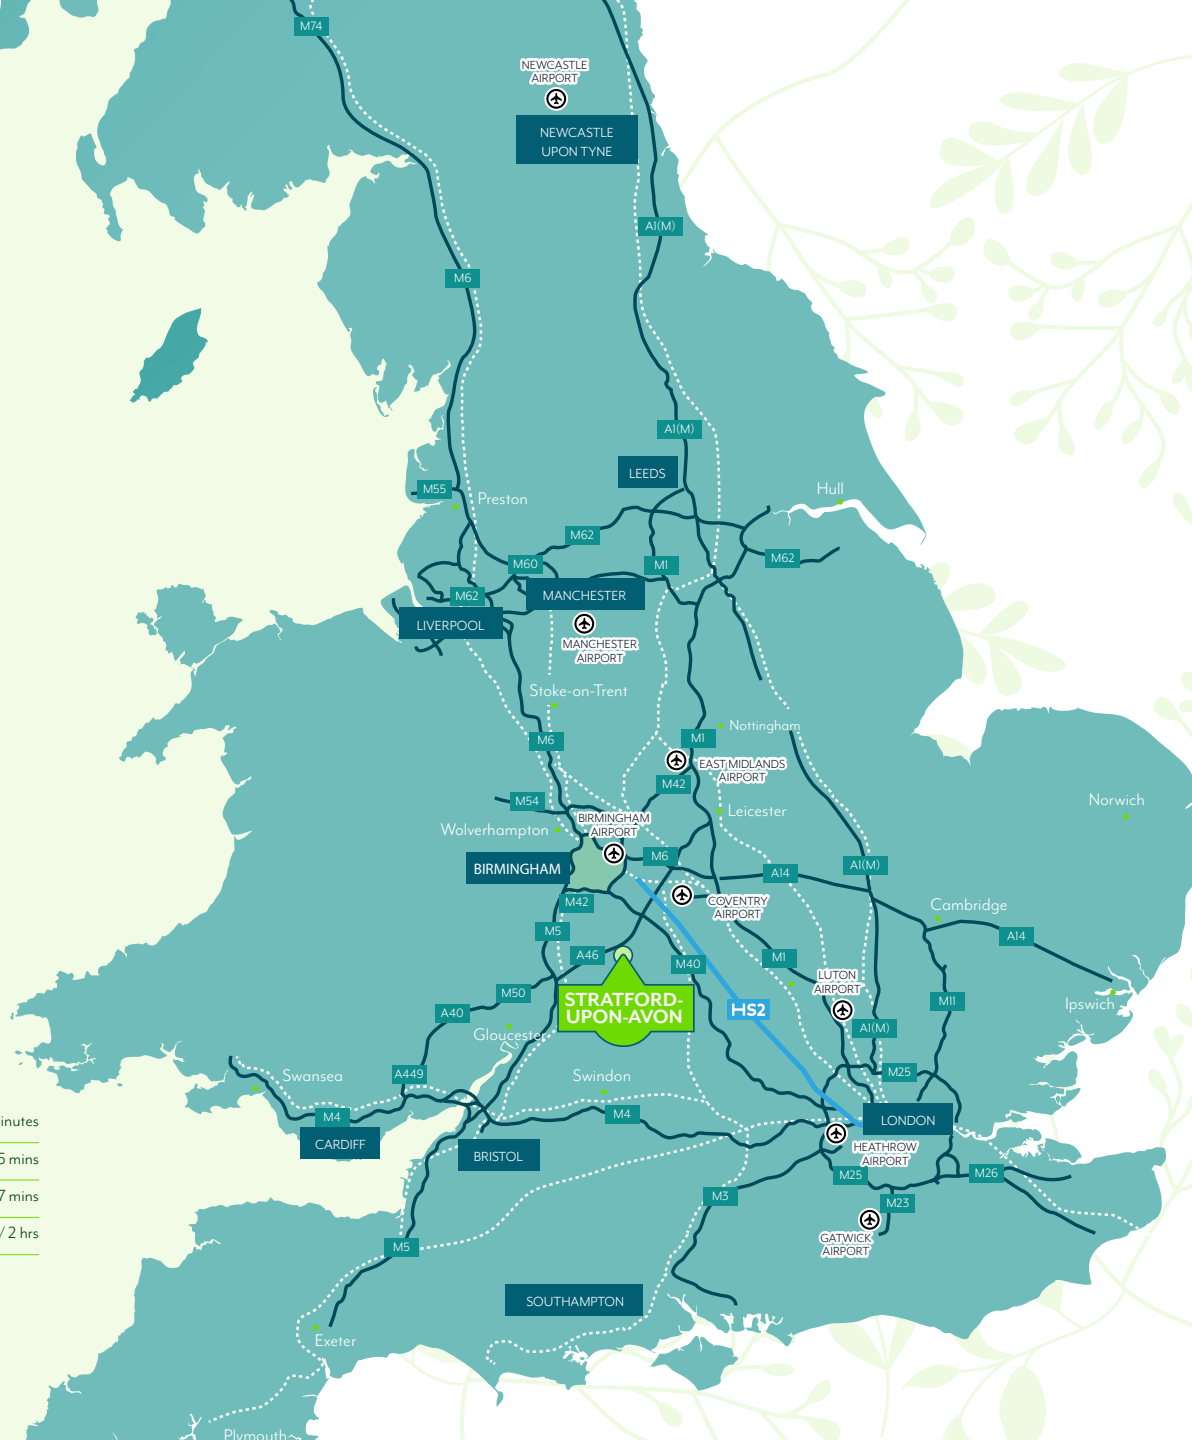 M74
NEWCASTLE
AIRPORT
NEWCASTLE
UPON TYNE
A1(M)
M6
A1(M)
LEEDS
M55
Preston
Hull
M62
M60
M1
M62
M62
MANCHESTER
LIVERPOOL
MANCHESTER
AIRPORT
Stoke-on-Trent
Nottingham
M6
M1
EAST MIDLANDS
AIRPORT
M42
M54
Norwich
Leicester
BIRMINGHAM
AIRPORT
Wolverhampton
M6
BIRMINGHAM
A14
A1(M)
M42
COVENTRY
AIRPORT
Cambridge
M5
A14
A46
M40
M1
LUTON
AIRPORT
M50
STRATFORD-
UPON-AVON
HS2
M11
Ipswich
A40
A1(M)
Gloucester
A449
Swindon
M25
Swansea
M4
M4
LONDON
inutes
CARDIFF
BRISTOL
HEATHROW
AIRPORT
5 mins
M25
M26
7 mins
M3
M23
/ 2 hrs
M5
GATWICK
AIRPORT
SOUTHAMPTON
Exeter
Plymouth